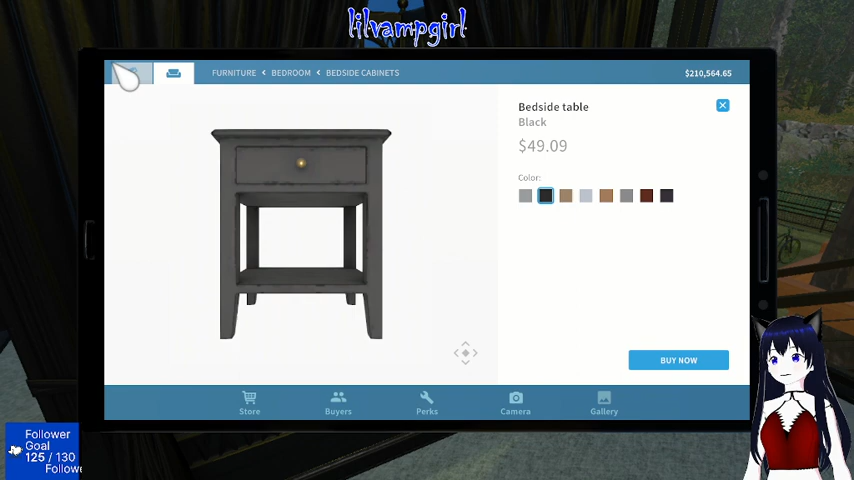 lilvampgirl
FURNITURE < BEDROOM < BEDSIDE CABINETS
$210,564.65
Bedside table
Black
$49.09
Color:
BUY NOW
Store
Buyers
Perks
Camera
Gallery
Follower
Goal
125 / 130
Followe